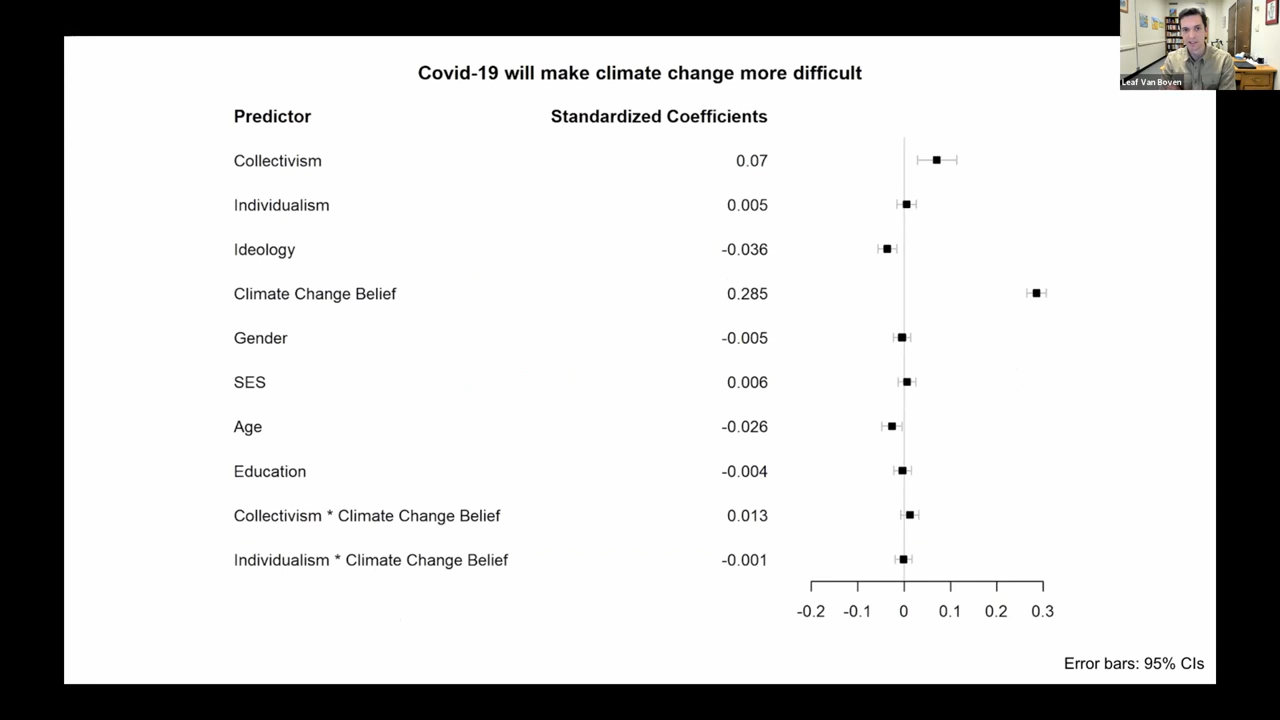 Leaf Van Boven
Covid-19 will make climate change more difficult
Predictor Standardized Coefficients
Collectivism 0.07
Individualism 0.005
Ideology -0.036
Climate Change Belief 0.285
Gender -0.005
SES 0.006
Age -0.026
Education -0.004
Collectivism * Climate Change Belief 0.013
Individualism * Climate Change Belief -0.001
-0.2 -0.1 0 0.1 0.2 0.3
Error bars: 95% CIs